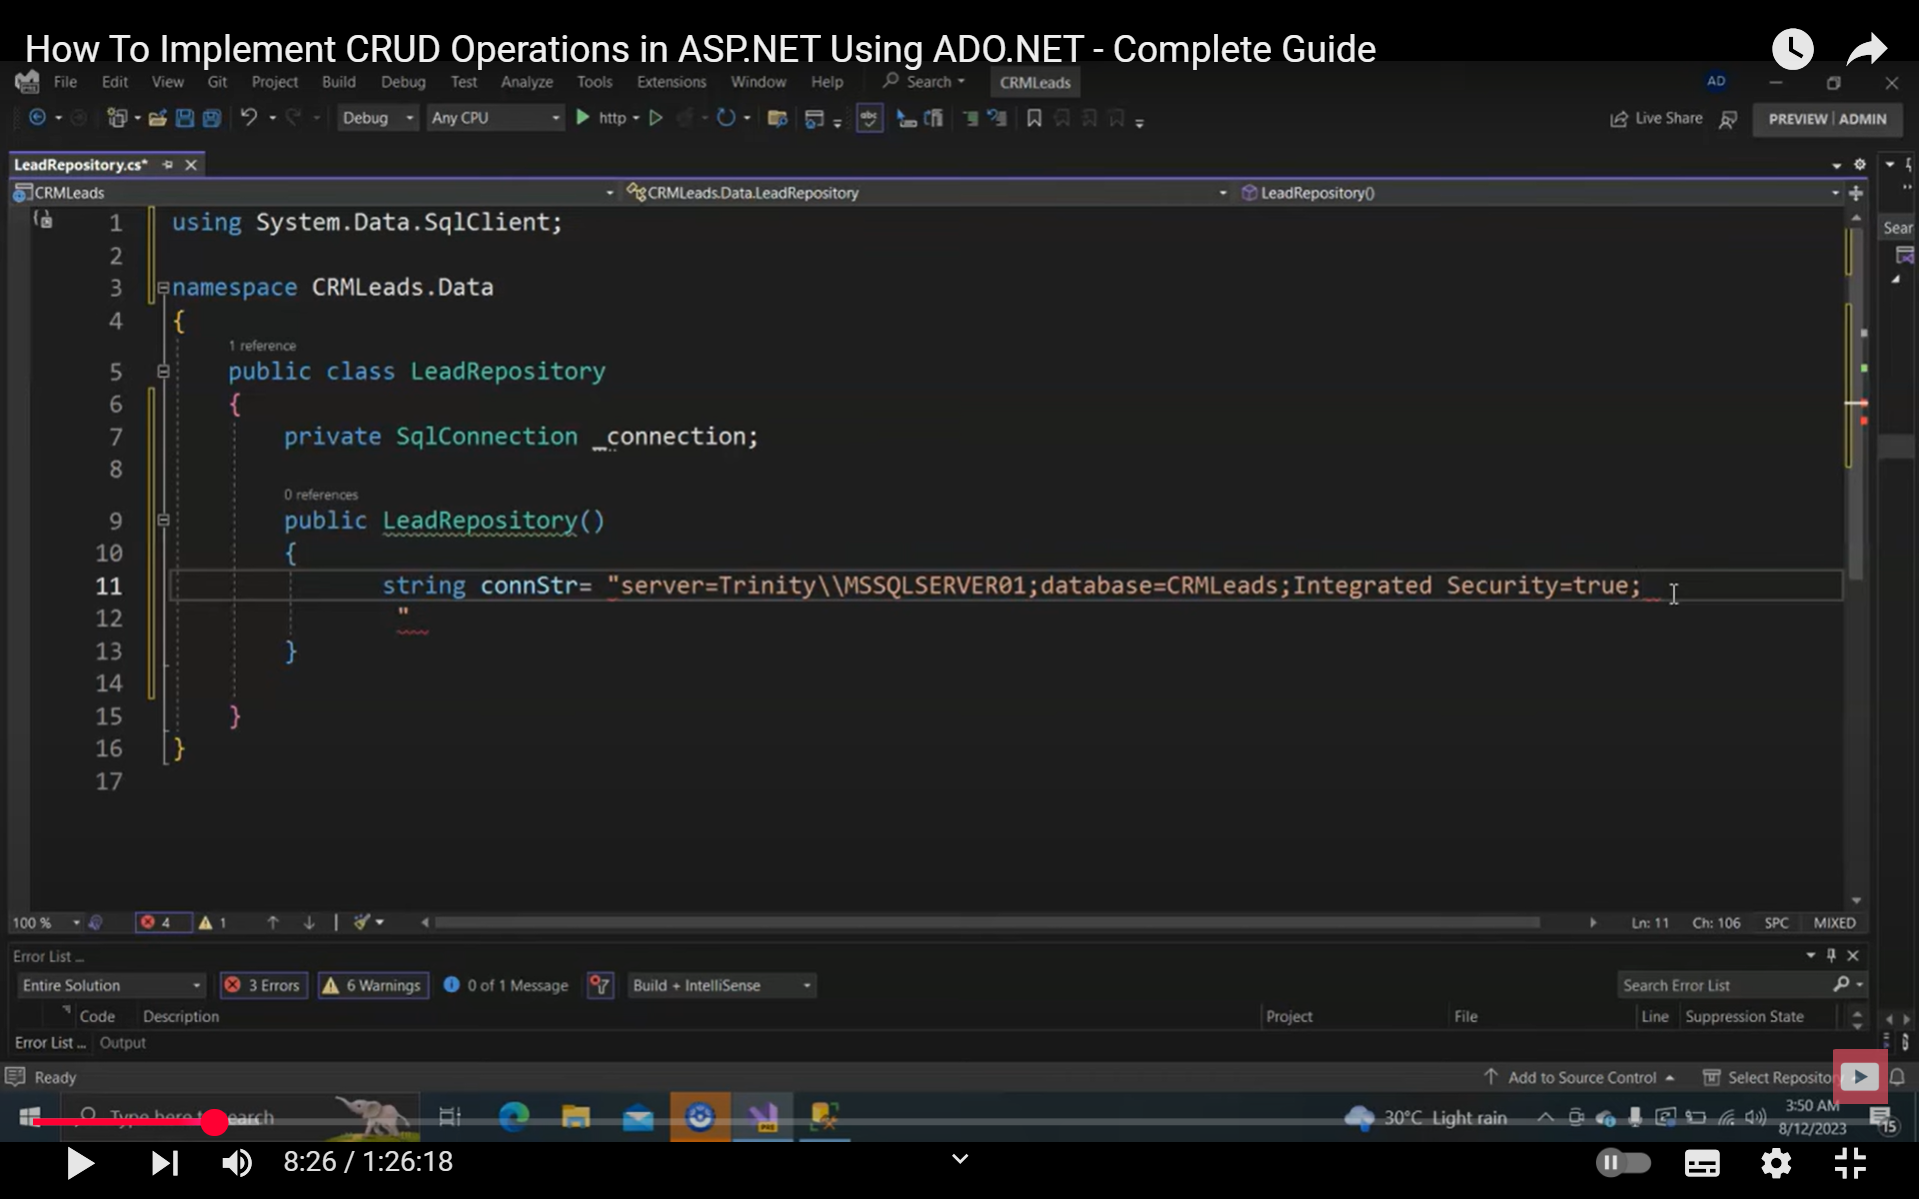 How To Implement CRUD Operations in ASP.NET Using ADO.NET - Complete Guide
File Edit View Git Project Build Debug Test Analyze Tools Extensions Window Help Search CRMLeads AD
Debug Any CPU http Live Share PREVIEW ADMIN
LeadRepository.cs*
CRMLeads CRMLeads.Data.LeadRepository LeadRepository()
Sear
1 using System.Data.SqlClient;
2
3 namespace CRMLeads.Data
4 {
1 reference
5 public class LeadRepository
6 {
7 private SqlConnection _connection;
8
0 references
9 public LeadRepository()
10 {
11 string connStr= "server=Trinity\\MSSQLSERVER01;database=CRMLeads;Integrated Security=true;
12 "
13 }
14
15 }
16 }
17
100 % 4 1 Ln: 11 Ch: 106 SPC MIXED
Error List ...
Entire Solution 3 Errors 6 Warnings 0 of 1 Message Build + IntelliSense Search Error List
Code Description Project File Line Suppression State
Error List ... Output
Ready Add to Source Control Select Repository
Type here to search 30°C Light rain 3:50 AM
8/12/2023 15
8:26 / 1:26:18